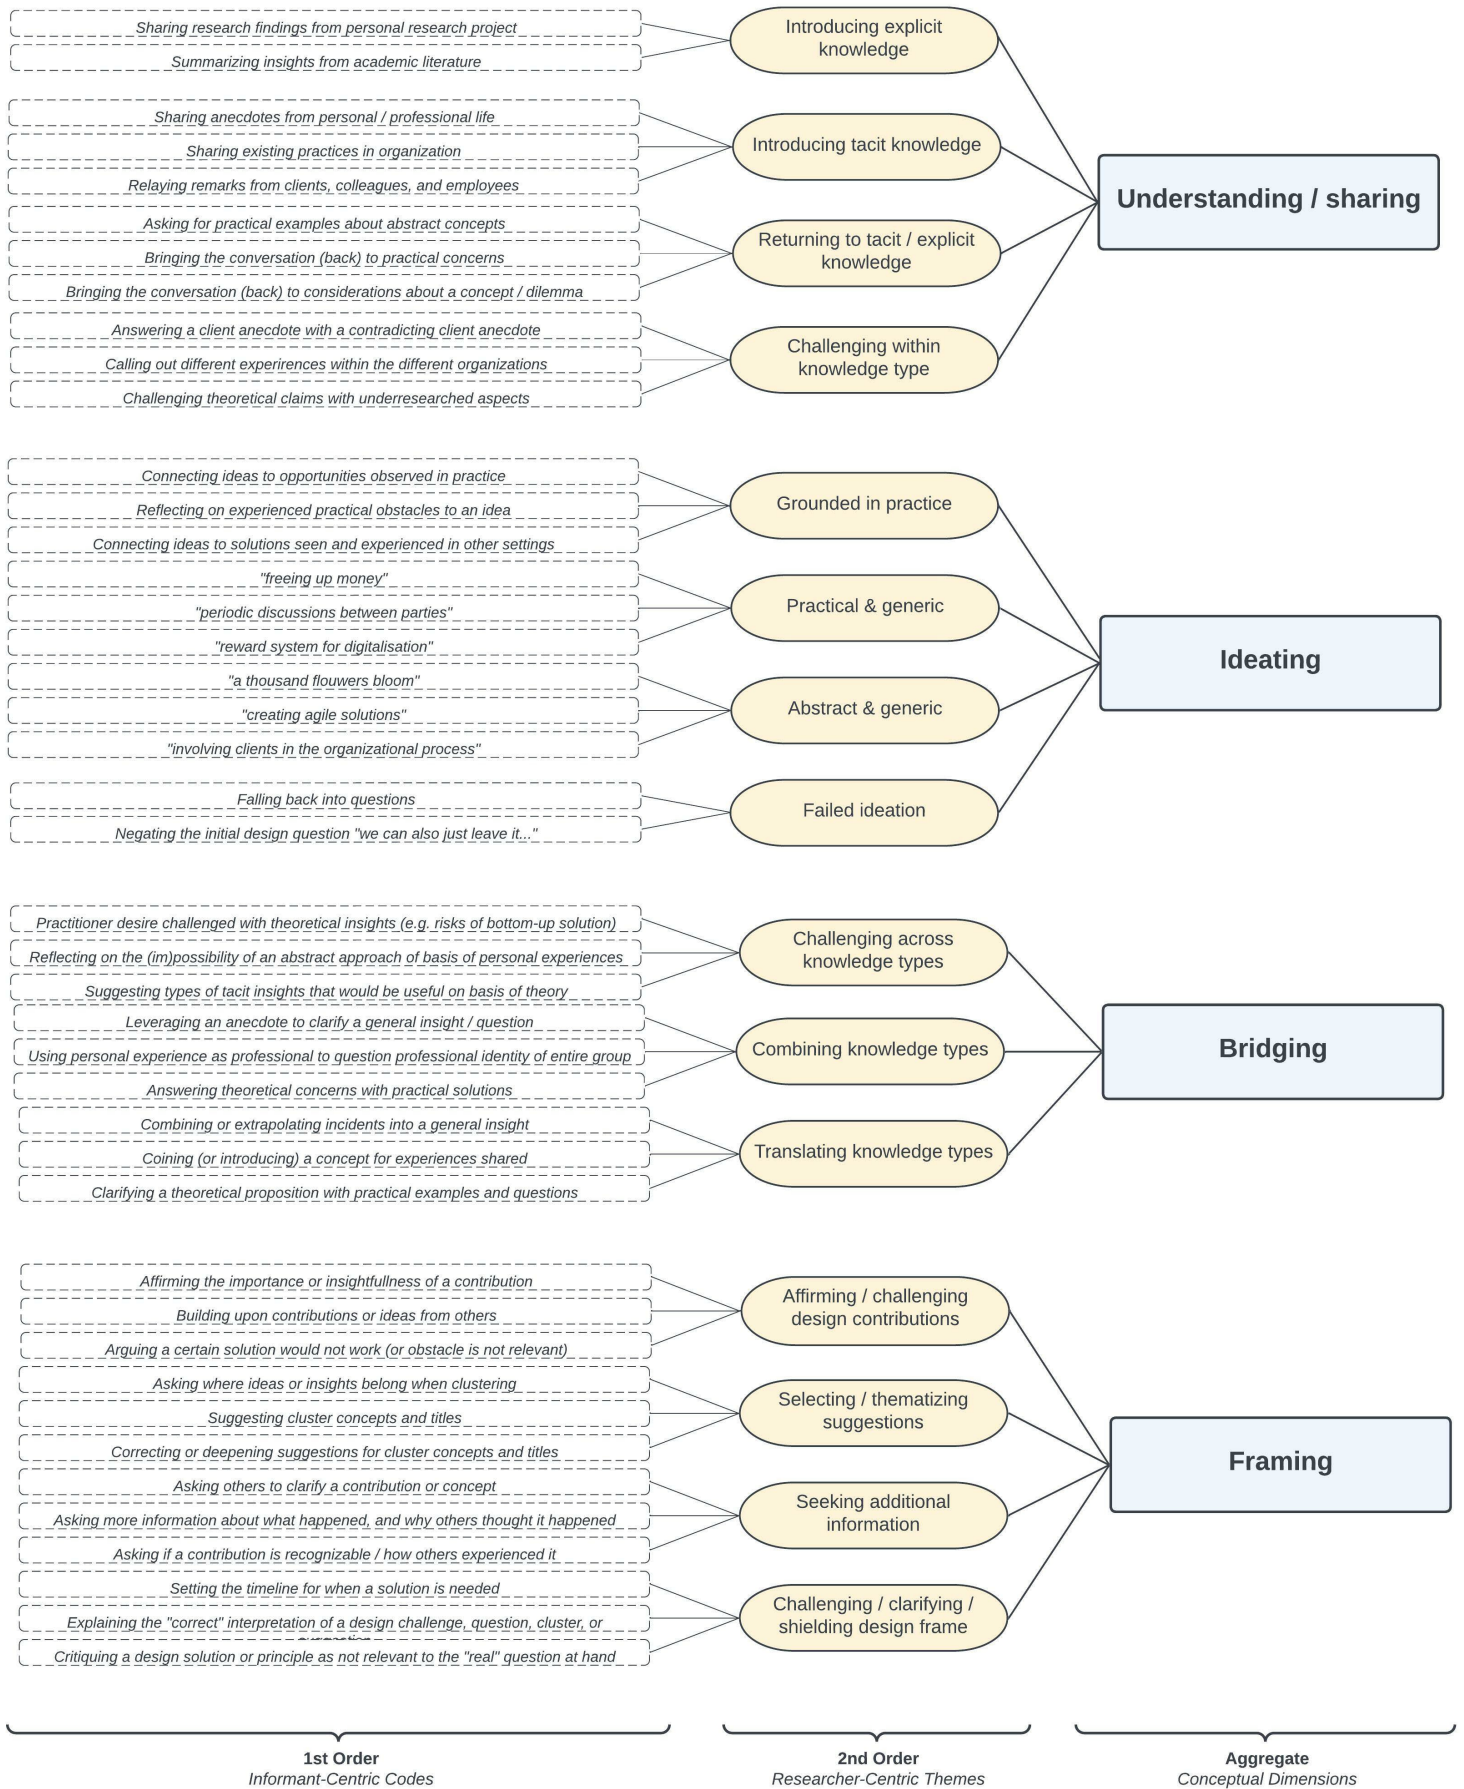 Sharing research findings from personal research project
Summarizing insights from academic literature
Introducing explicit
knowledge
Sharing anecdotes from personal / professional life
Sharing existing practices in organization
Relaying remarks from clients, colleagues, and employees
Introducing tacit knowledge
Asking for practical examples about abstract concepts
Bringing the conversation (back) to practical concerns
Bringing the conversation (back) to considerations about a concept / dilemma
Returning to tacit / explicit
knowledge
Answering a client anecdote with a contradicting client anecdote
Calling out different experirences within the different organizations
Challenging theoretical claims with underresearched aspects
Challenging within
knowledge type
Understanding / sharing
Connecting ideas to opportunities observed in practice
Reflecting on experienced practical obstacles to an idea
Connecting ideas to solutions seen and experienced in other settings
Grounded in practice
"freeing up money"
"periodic discussions between parties"
"reward system for digitalisation"
Practical & generic
"a thousand flouwers bloom"
"creating agile solutions"
"involving clients in the organizational process"
Abstract & generic
Falling back into questions
Negating the initial design question "we can also just leave it..."
Failed ideation
Ideating
Practitioner desire challenged with theoretical insights (e.g. risks of bottom-up solution)
Reflecting on the (im)possibility of an abstract approach of basis of personal experiences
Suggesting types of tacit insights that would be useful on basis of theory
Challenging across
knowledge types
Leveraging an anecdote to clarify a general insight / question
Using personal experience as professional to question professional identity of entire group
Answering theoretical concerns with practical solutions
Combining knowledge types
Combining or extrapolating incidents into a general insight
Coining (or introducing) a concept for experiences shared
Clarifying a theoretical proposition with practical examples and questions
Translating knowledge types
Bridging
Affirming the importance or insightfullness of a contribution
Building upon contributions or ideas from others
Arguing a certain solution would not work (or obstacle is not relevant)
Affirming / challenging
design contributions
Asking where ideas or insights belong when clustering
Suggesting cluster concepts and titles
Correcting or deepening suggestions for cluster concepts and titles
Selecting / thematizing
suggestions
Asking others to clarify a contribution or concept
Asking more information about what happened, and why others thought it happened
Asking if a contribution is recognizable / how others experienced it
Seeking additional
information
Setting the timeline for when a solution is needed
Explaining the "correct" interpretation of a design challenge, question, cluster, or
Critiquing a design solution or principle as not relevant to the "real" question at hand
Challenging / clarifying /
shielding design frame
Framing
1st Order
Informant-Centric Codes
2nd Order
Researcher-Centric Themes
Aggregate
Conceptual Dimensions